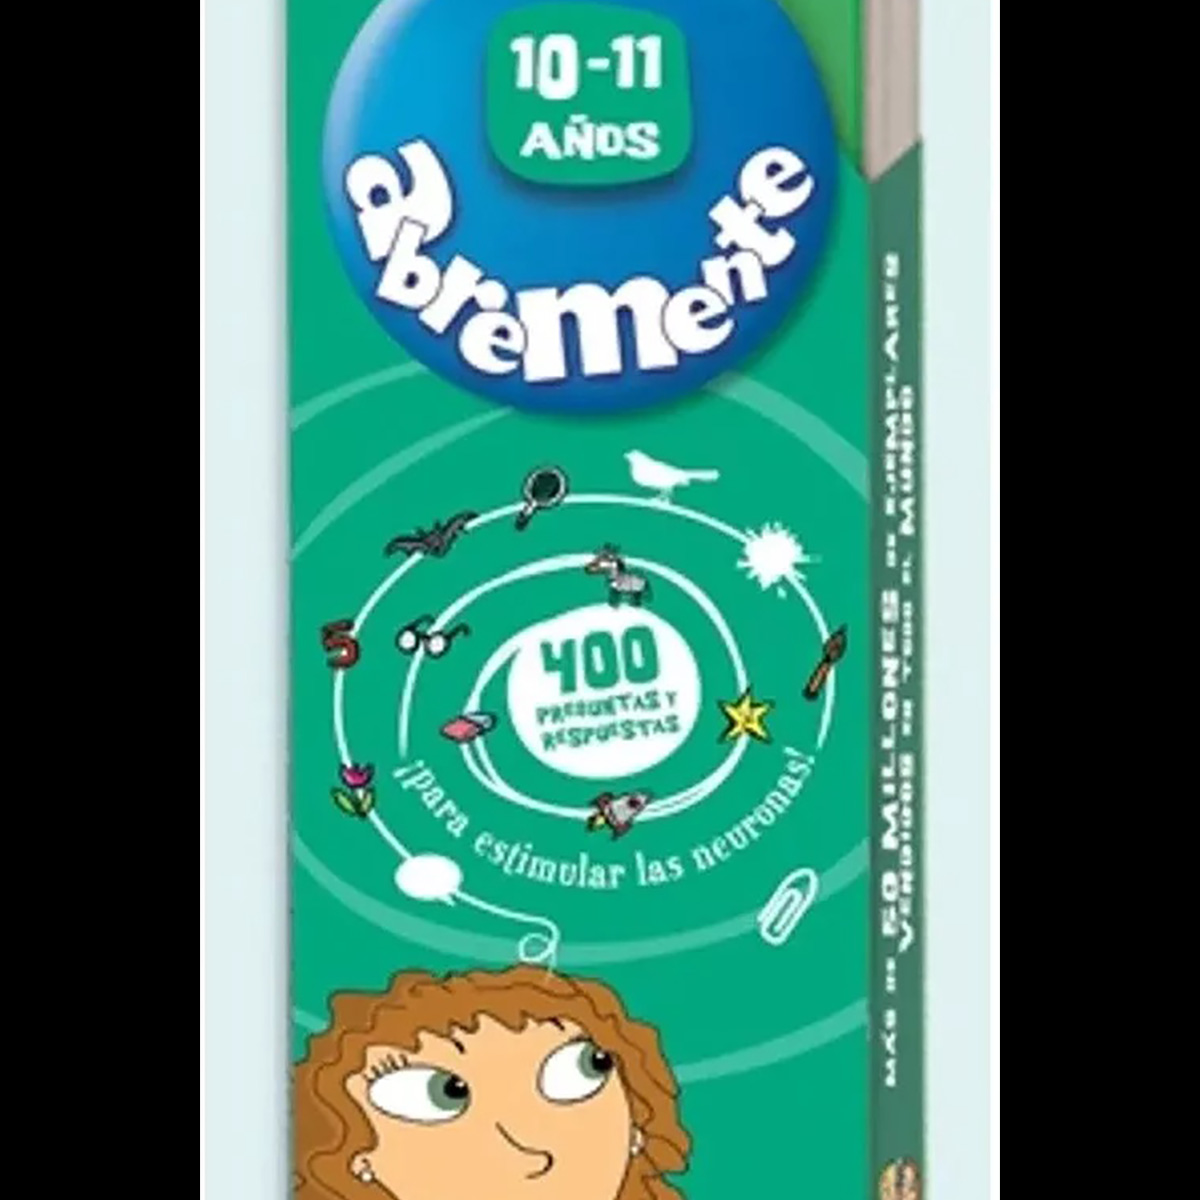 10-11
AÑOS
abremente
5
400
PREGUNTAS Y
RESPUESTAS
¡para estimular las neuronas!
MÁS DE 50 MILLONES DE EJEMPLARES
VENDIDOS EN TODO EL MUNDO